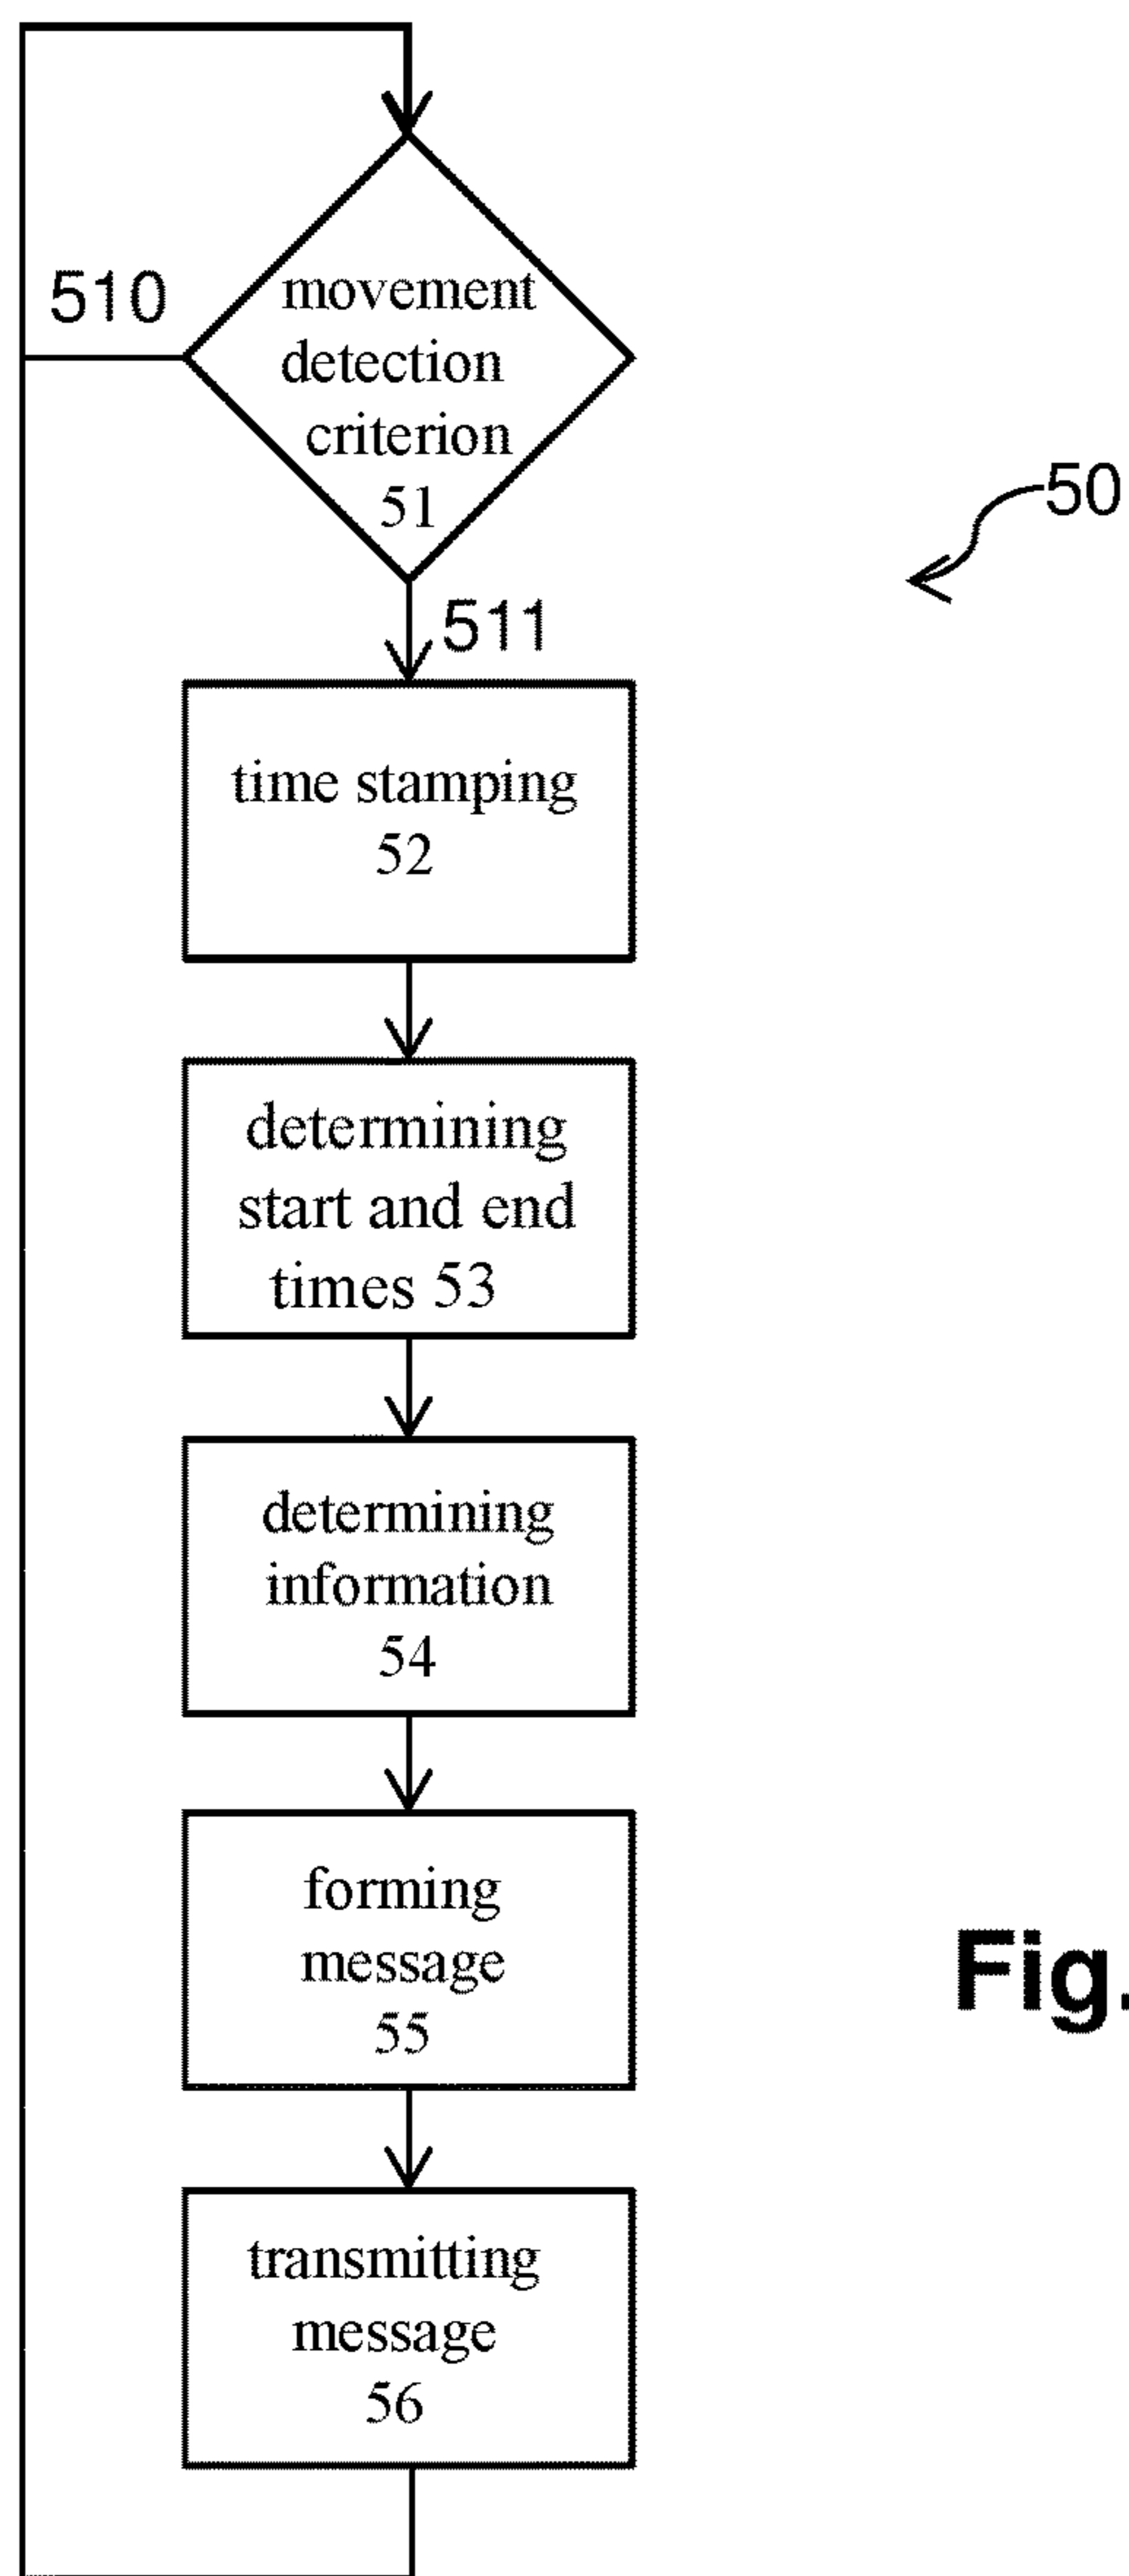 510
movement
detection
criterion
51
50
511
time stamping
52
determining
start and end
times 53
determining
information
54
forming
message
55
Fig.
transmitting
message
56